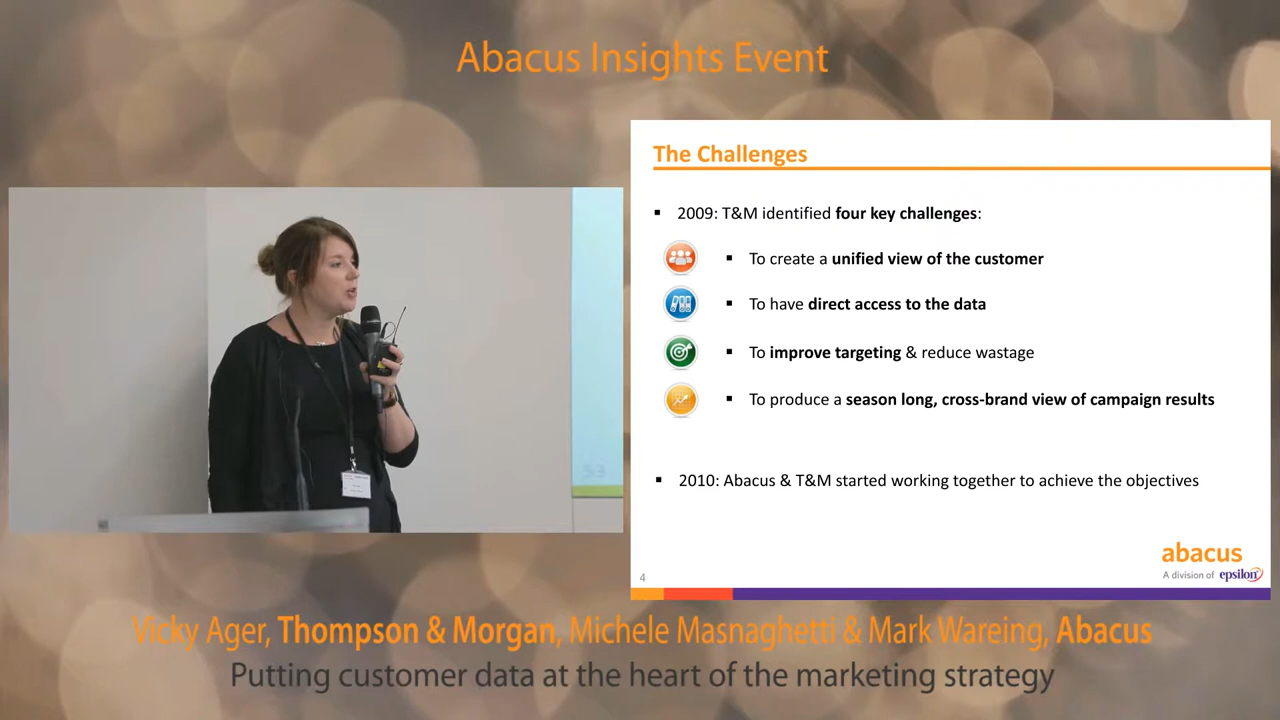 Abacus Insights Event
The Challenges
▪ 2009: T&M identified four key challenges:
▪ To create a unified view of the customer
▪ To have direct access to the data
▪ To improve targeting & reduce wastage
▪ To produce a season long, cross-brand view of campaign results
▪ 2010: Abacus & T&M started working together to achieve the objectives
abacus
A division of epsilon
4
53
Vicky Ager, Thompson & Morgan, Michele Masnaghetti & Mark Wareing, Abacus
Putting customer data at the heart of the marketing strategy